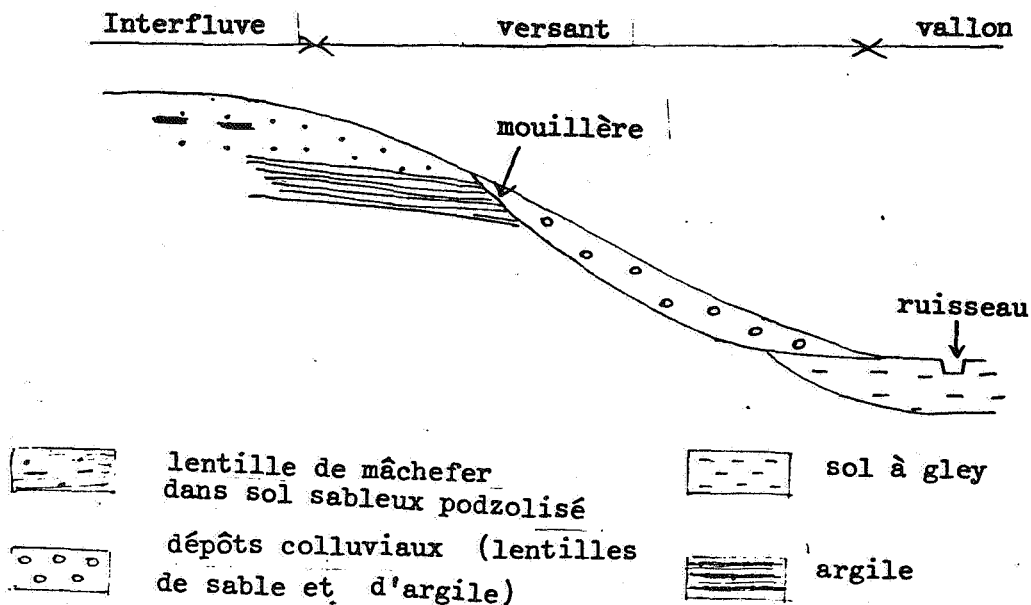 Interfluve versant vallon
mouillère
ruisseau
lentille de mâchefer
dans sol sableux podzolisé
sol à gley
dépôts colluviaux (lentilles
de sable et d'argile)
argile